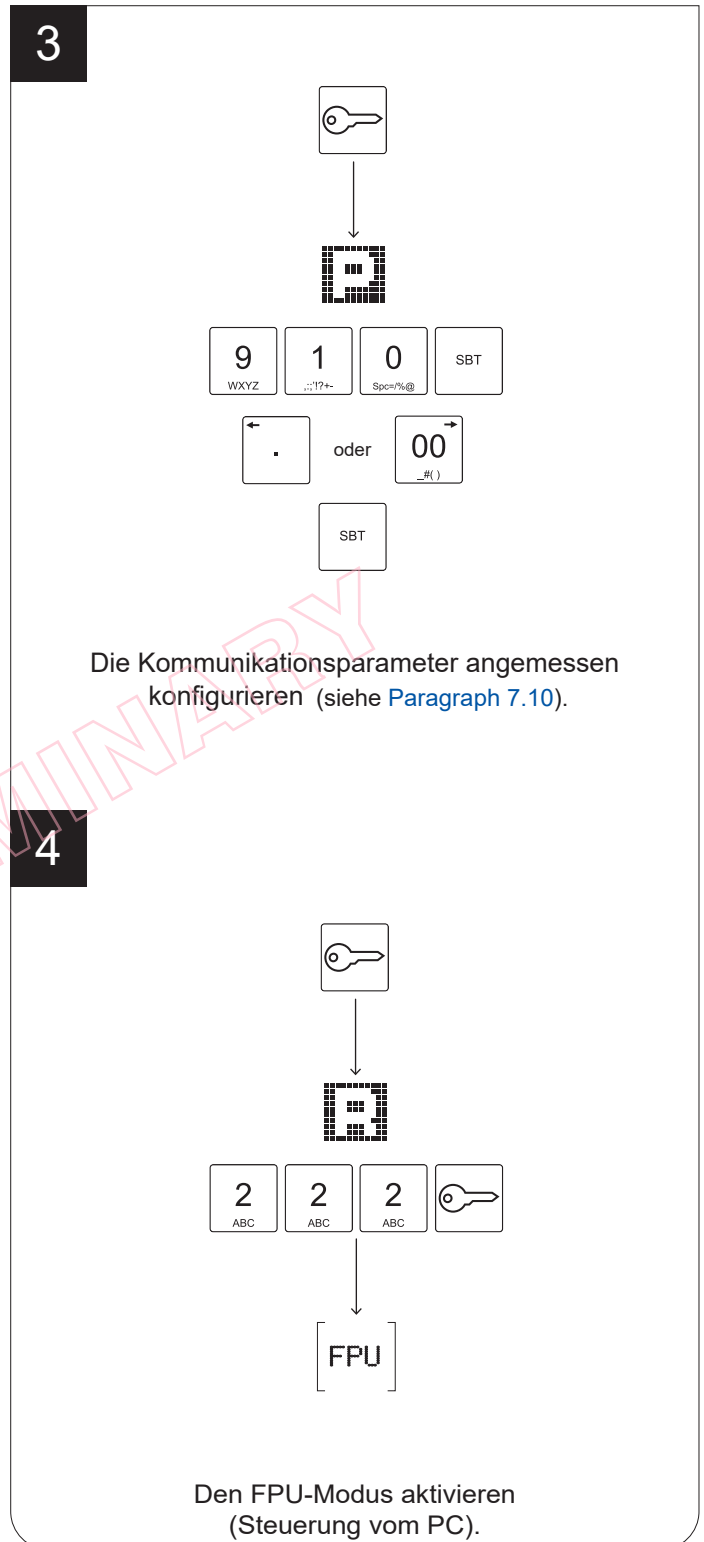 3
P
9 1 0 SBT
WXYZ ,:;'!?+- Spc=/%@
. oder 00
_#( )
SBT
Die Kommunikationsparameter angemessen
konfigurieren (siehe Paragraph 7.10).
MINARY
4
R
2 2 2
ABC ABC ABC
FPU
Den FPU-Modus aktivieren
(Steuerung vom PC).